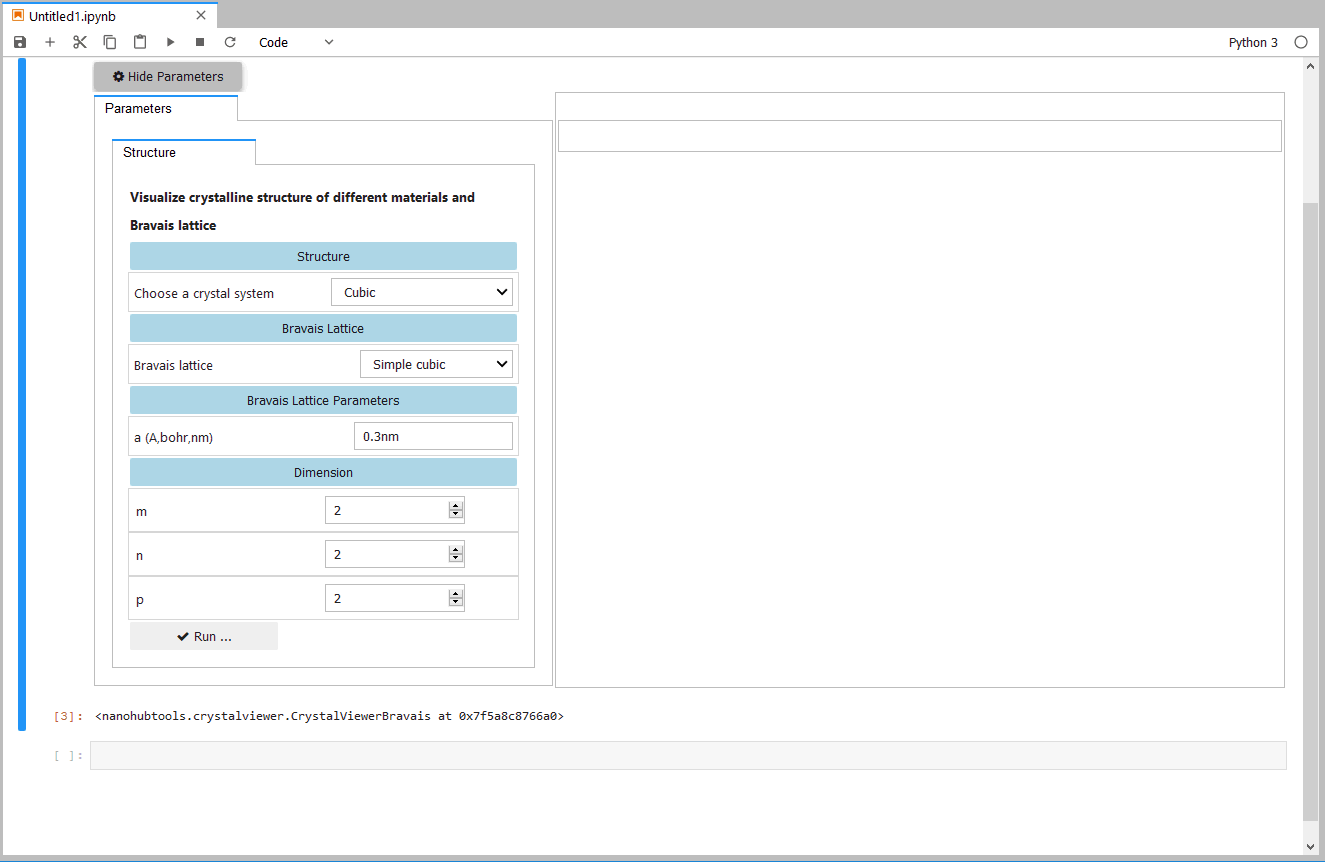 Untitled1.ipynb
Code
Python 3
Hide Parameters
Parameters
Structure
Visualize crystalline structure of different materials and
Bravais lattice
Structure
Choose a crystal system Cubic
Bravais Lattice
Bravais lattice Simple cubic
Bravais Lattice Parameters
a (A,bohr,nm) 0.3nm
Dimension
m 2
n 2
p 2
Run ...
[3]: <nanohubtools.crystalviewer.CrystalViewerBravais at 0x7f5a8c8766a0>
[ ]: